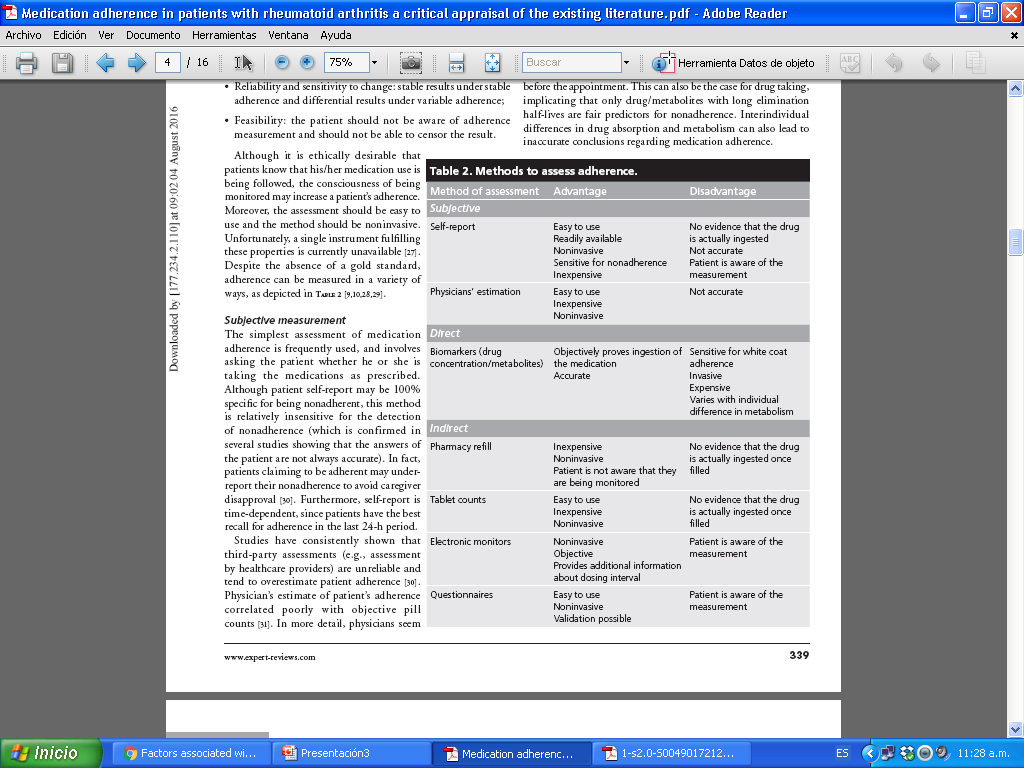 Medication adherence in patients with rheumatoid arthritis a critical appraisal of the existing literature.pdf - Adobe Reader
Archivo Edición Ver Documento Herramientas Ventana Ayuda
4 / 16 75% Buscar Herramienta Datos de objeto
Downloaded by [177.234.2.110] at 09:02 04 August 2016
• Reliability and sensitivity to change: stable results under stable
adherence and differential results under variable adherence;
• Feasibility: the patient should not be aware of adherence
measurement and should not be able to censor the result.
Although it is ethically desirable that
patients know that his/her medication use is
being followed, the consciousness of being
monitored may increase a patient's adherence.
Moreover, the assessment should be easy to
use and the method should be noninvasive.
Unfortunately, a single instrument fulfilling
these properties is currently unavailable [27].
Despite the absence of a gold standard,
adherence can be measured in a variety of
ways, as depicted in TABLE 2 [9,10,28,29].
Subjective measurement
The simplest assessment of medication
adherence is frequently used, and involves
asking the patient whether he or she is
taking the medications as prescribed.
Although patient self-report may be 100%
specific for being nonadherent, this method
is relatively insensitive for the detection
of nonadherence (which is confirmed in
several studies showing that the answers of
the patient are not always accurate). In fact,
patients claiming to be adherent may under-
report their nonadherence to avoid caregiver
disapproval [30]. Furthermore, self-report is
time-dependent, since patients have the best
recall for adherence in the last 24-h period.
Studies have consistently shown that
third-party assessments (e.g., assessment
by healthcare providers) are unreliable and
tend to overestimate patient adherence [30].
Physician's estimate of patient's adherence
correlated poorly with objective pill
counts [31]. In more detail, physicians seem
before the appointment. This can also be the case for drug taking,
implicating that only drug/metabolites with long elimination
half-lives are fair predictors for nonadherence. Interindividual
differences in drug absorption and metabolism can also lead to
inaccurate conclusions regarding medication adherence.
Table 2. Methods to assess adherence.
Method of assessment Advantage Disadvantage
Subjective
Self-report Easy to use No evidence that the drug
Readily available is actually ingested
Noninvasive Not accurate
Sensitive for nonadherence Patient is aware of the
Inexpensive measurement
Physicians' estimation Easy to use Not accurate
Inexpensive
Noninvasive
Direct
Biomarkers (drug Objectively proves ingestion of Sensitive for white coat
concentration/metabolites) the medication adherence
Accurate Invasive
Expensive
Varies with individual
difference in metabolism
Indirect
Pharmacy refill Inexpensive No evidence that the drug
Noninvasive is actually ingested once
Patient is not aware that they filled
are being monitored
Tablet counts Easy to use No evidence that the drug
Inexpensive is actually ingested once
Noninvasive filled
Electronic monitors Noninvasive Patient is aware of the
Objective measurement
Provides additional information
about dosing interval
Questionnaires Easy to use Patient is aware of the
Noninvasive measurement
Validation possible
www.expert-reviews.com 339
Inicio Factors associated wi... Presentación3 Medication adherenc... 1-s2.0-S0049017212... ES 11:28 a.m.